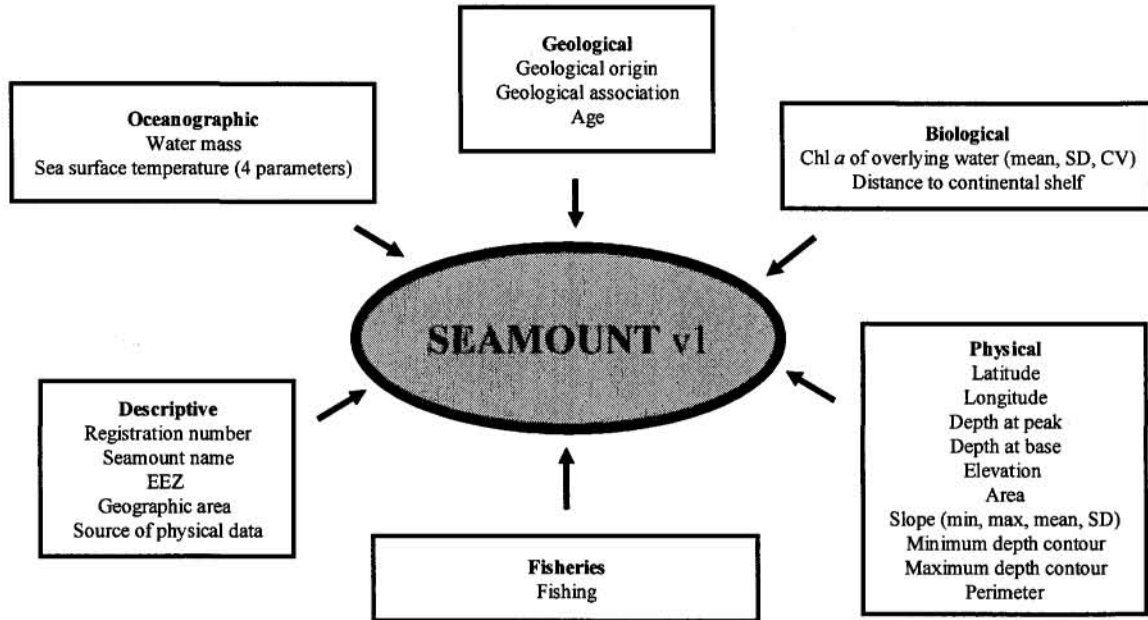 Geological
Geological origin
Geological association
Age
Oceanographic
Water mass
Sea surface temperature (4 parameters)
Biological
Chl a of overlying water (mean, SD, CV)
Distance to continental shelf
SEAMOUNT v1
Physical
Latitude
Longitude
Depth at peak
Depth at base
Elevation
Area
Slope (min, max, mean, SD)
Minimum depth contour
Maximum depth contour
Perimeter
Descriptive
Registration number
Seamount name
EEZ
Geographic area
Source of physical data
Fisheries
Fishing